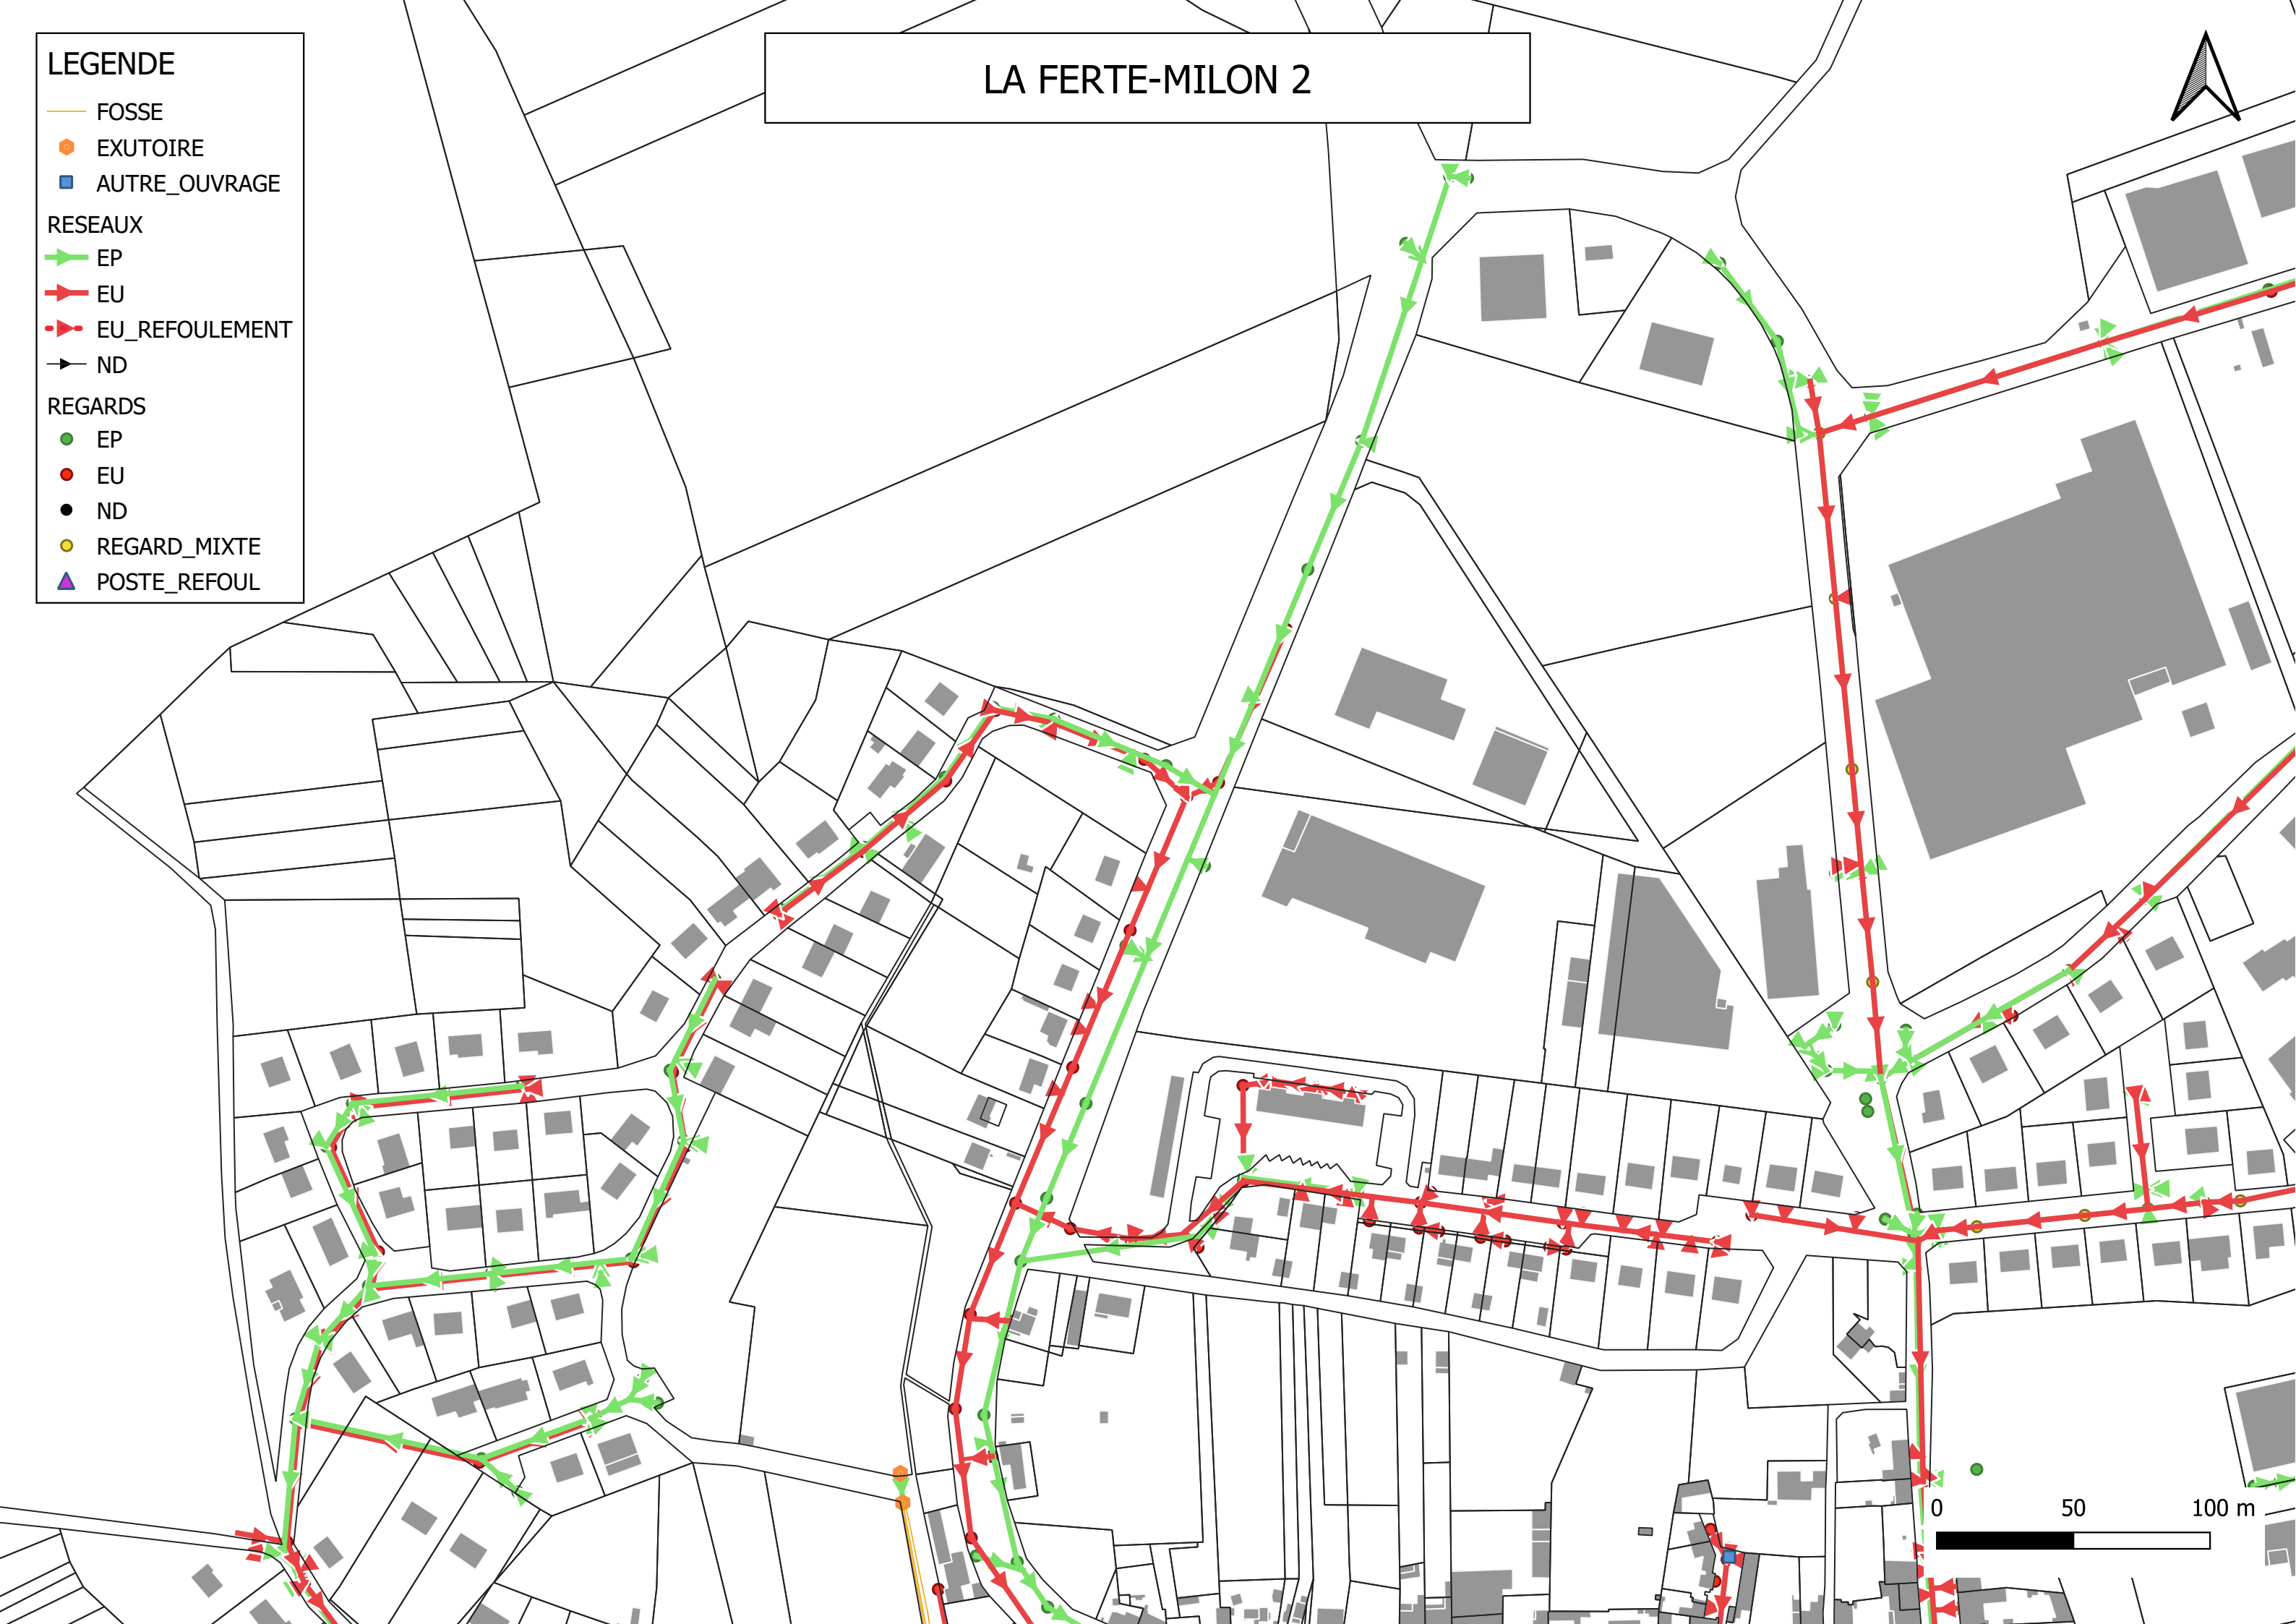 LA FERTE-MILON 2
LEGENDE
FOSSE
EXUTOIRE
AUTRE_OUVRAGE
RESEAUX
EP
EU
EU_REFOULEMENT
ND
REGARDS
EP
EU
ND
REGARD_MIXTE
POSTE_REFOUL
0 50 100 m